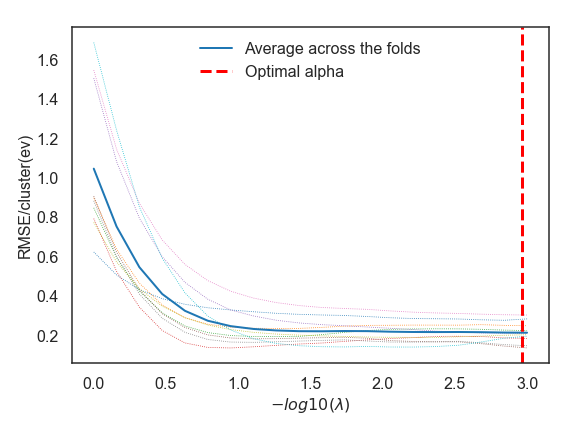 Average across the folds
Optimal alpha
RMSE/cluster(ev)
1.6
1.4
1.2
1.0
0.8
0.6
0.4
0.2
0.0 0.5 1.0 1.5 2.0 2.5 3.0
−log10(λ)